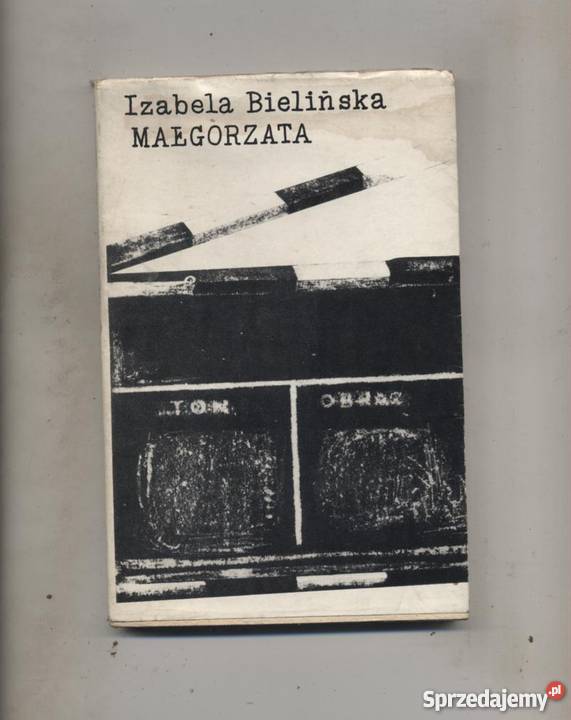 Izabela Bielińska
MAŁGORZATA
TON OBRAZ
Sprzedajemy.pl